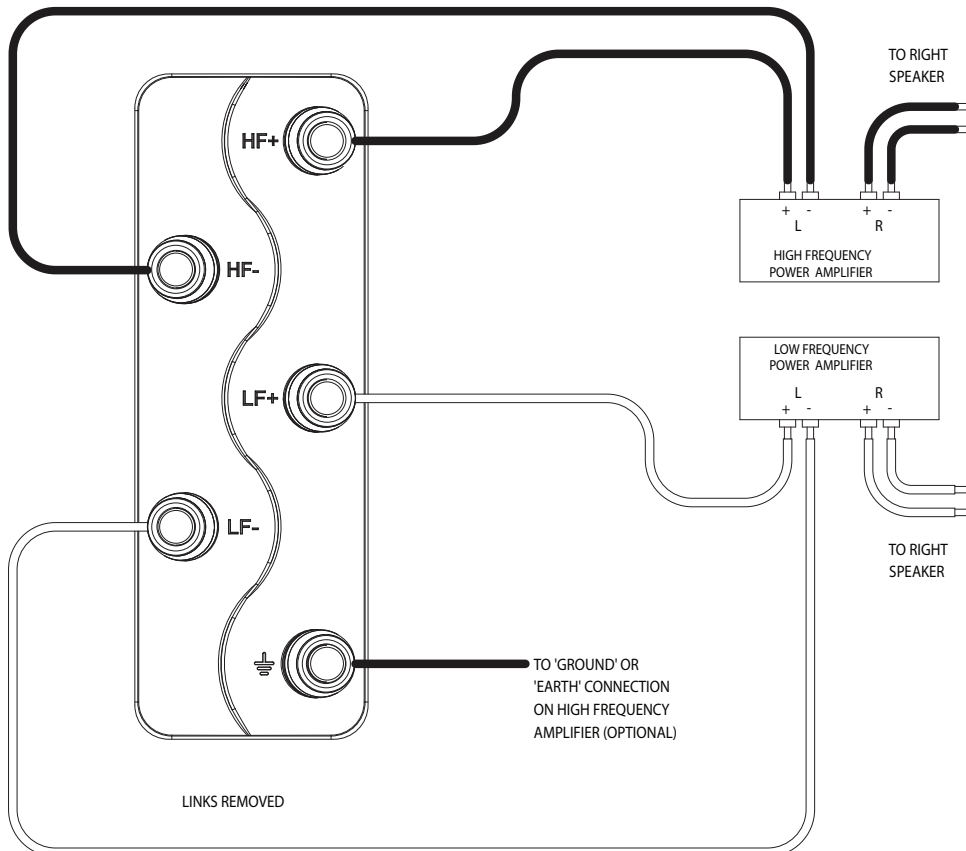 TO RIGHT
SPEAKER
HF+
+ - + -
L R
HIGH FREQUENCY
POWER AMPLIFIER
HF-
LOW FREQUENCY
POWER AMPLIFIER
L R
+ - + -
LF+
LF-
TO RIGHT
SPEAKER
TO 'GROUND' OR
'EARTH' CONNECTION
ON HIGH FREQUENCY
AMPLIFIER (OPTIONAL)
LINKS REMOVED